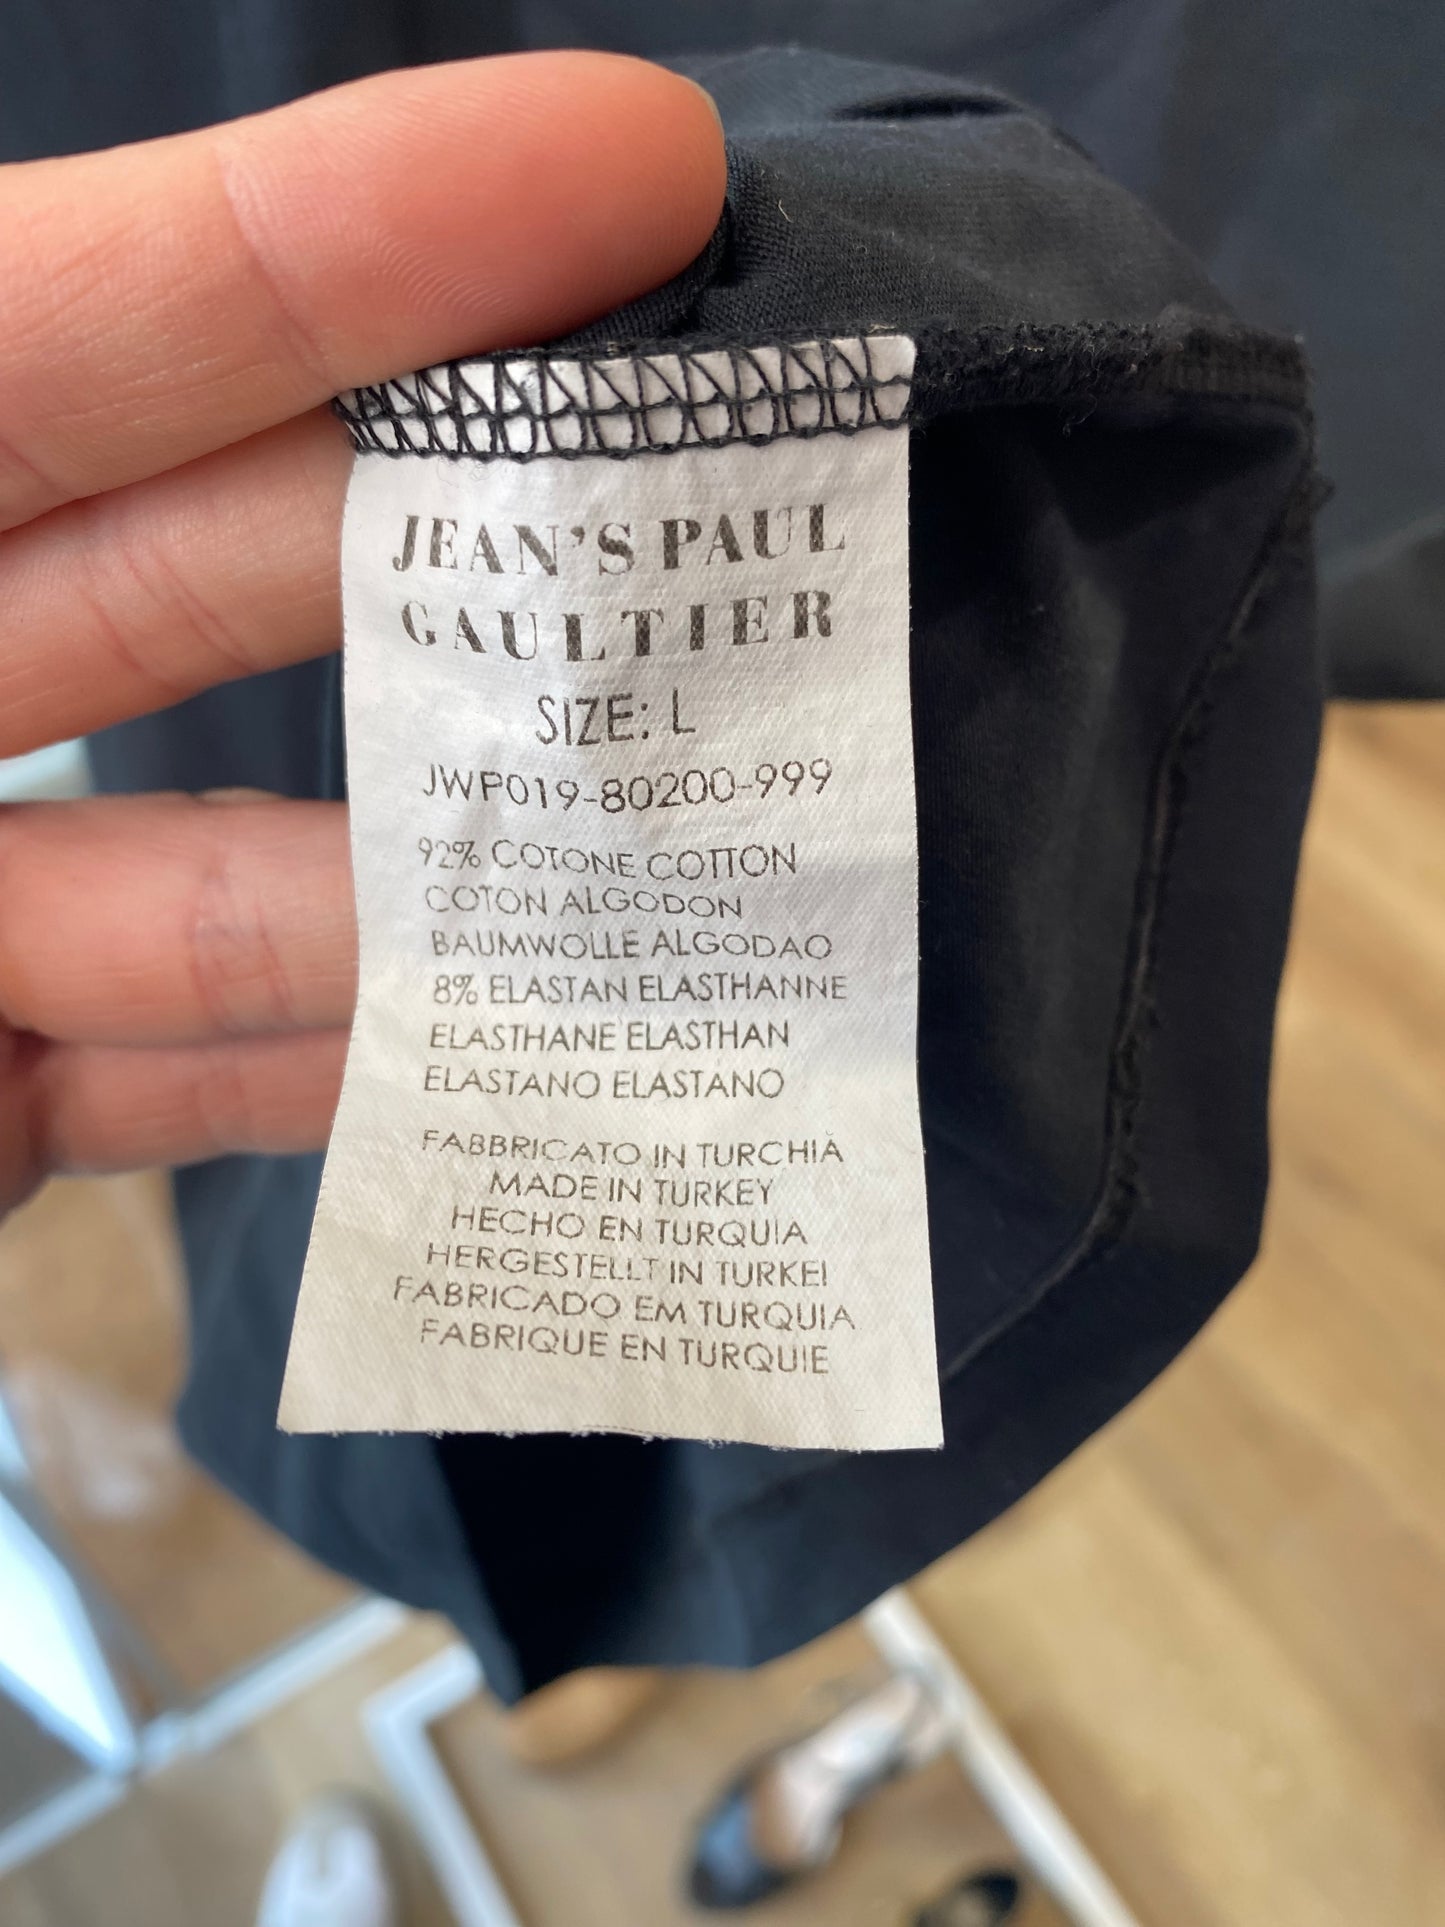 JEAN'S PAUL
GAULTIER
SIZE: L
JWP019-80200-999
92% COTONE COTTON
COTON ALGODON
BAUMWOLLE ALGODAO
8% ELASTAN ELASTHANNE
ELASTHANE ELASTHAN
ELASTANO ELASTANO
FABBRICATO IN TURCHIA
MADE IN TURKEY
HECHO EN TURQUIA
HERGESTELLT IN TURKEI
FABRICADO EM TURQUIA
FABRIQUE EN TURQUIE